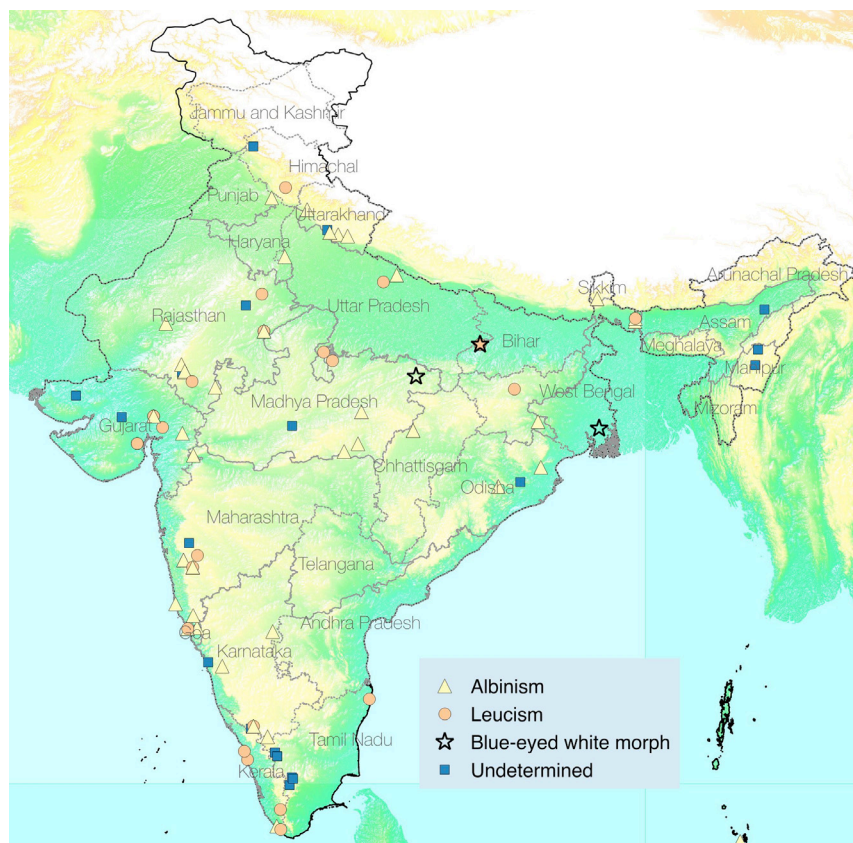 Jammu and Kashmir
Himachal
Punjab
Uttarakhand
Haryana
Sikkim
Arunachal Pradesh
Uttar Pradesh
Rajasthan
Assam
Bihar
Meghalaya
Manipur
West Bengal
Madhya Pradesh
Mizoram
Gujarat
Chhattisgarh
Odisha
Maharashtra
Telangana
Andhra Pradesh
Goa
Karnataka
Tamil Nadu
Kerala
Albinism
Leucism
Blue-eyed white morph
Undetermined